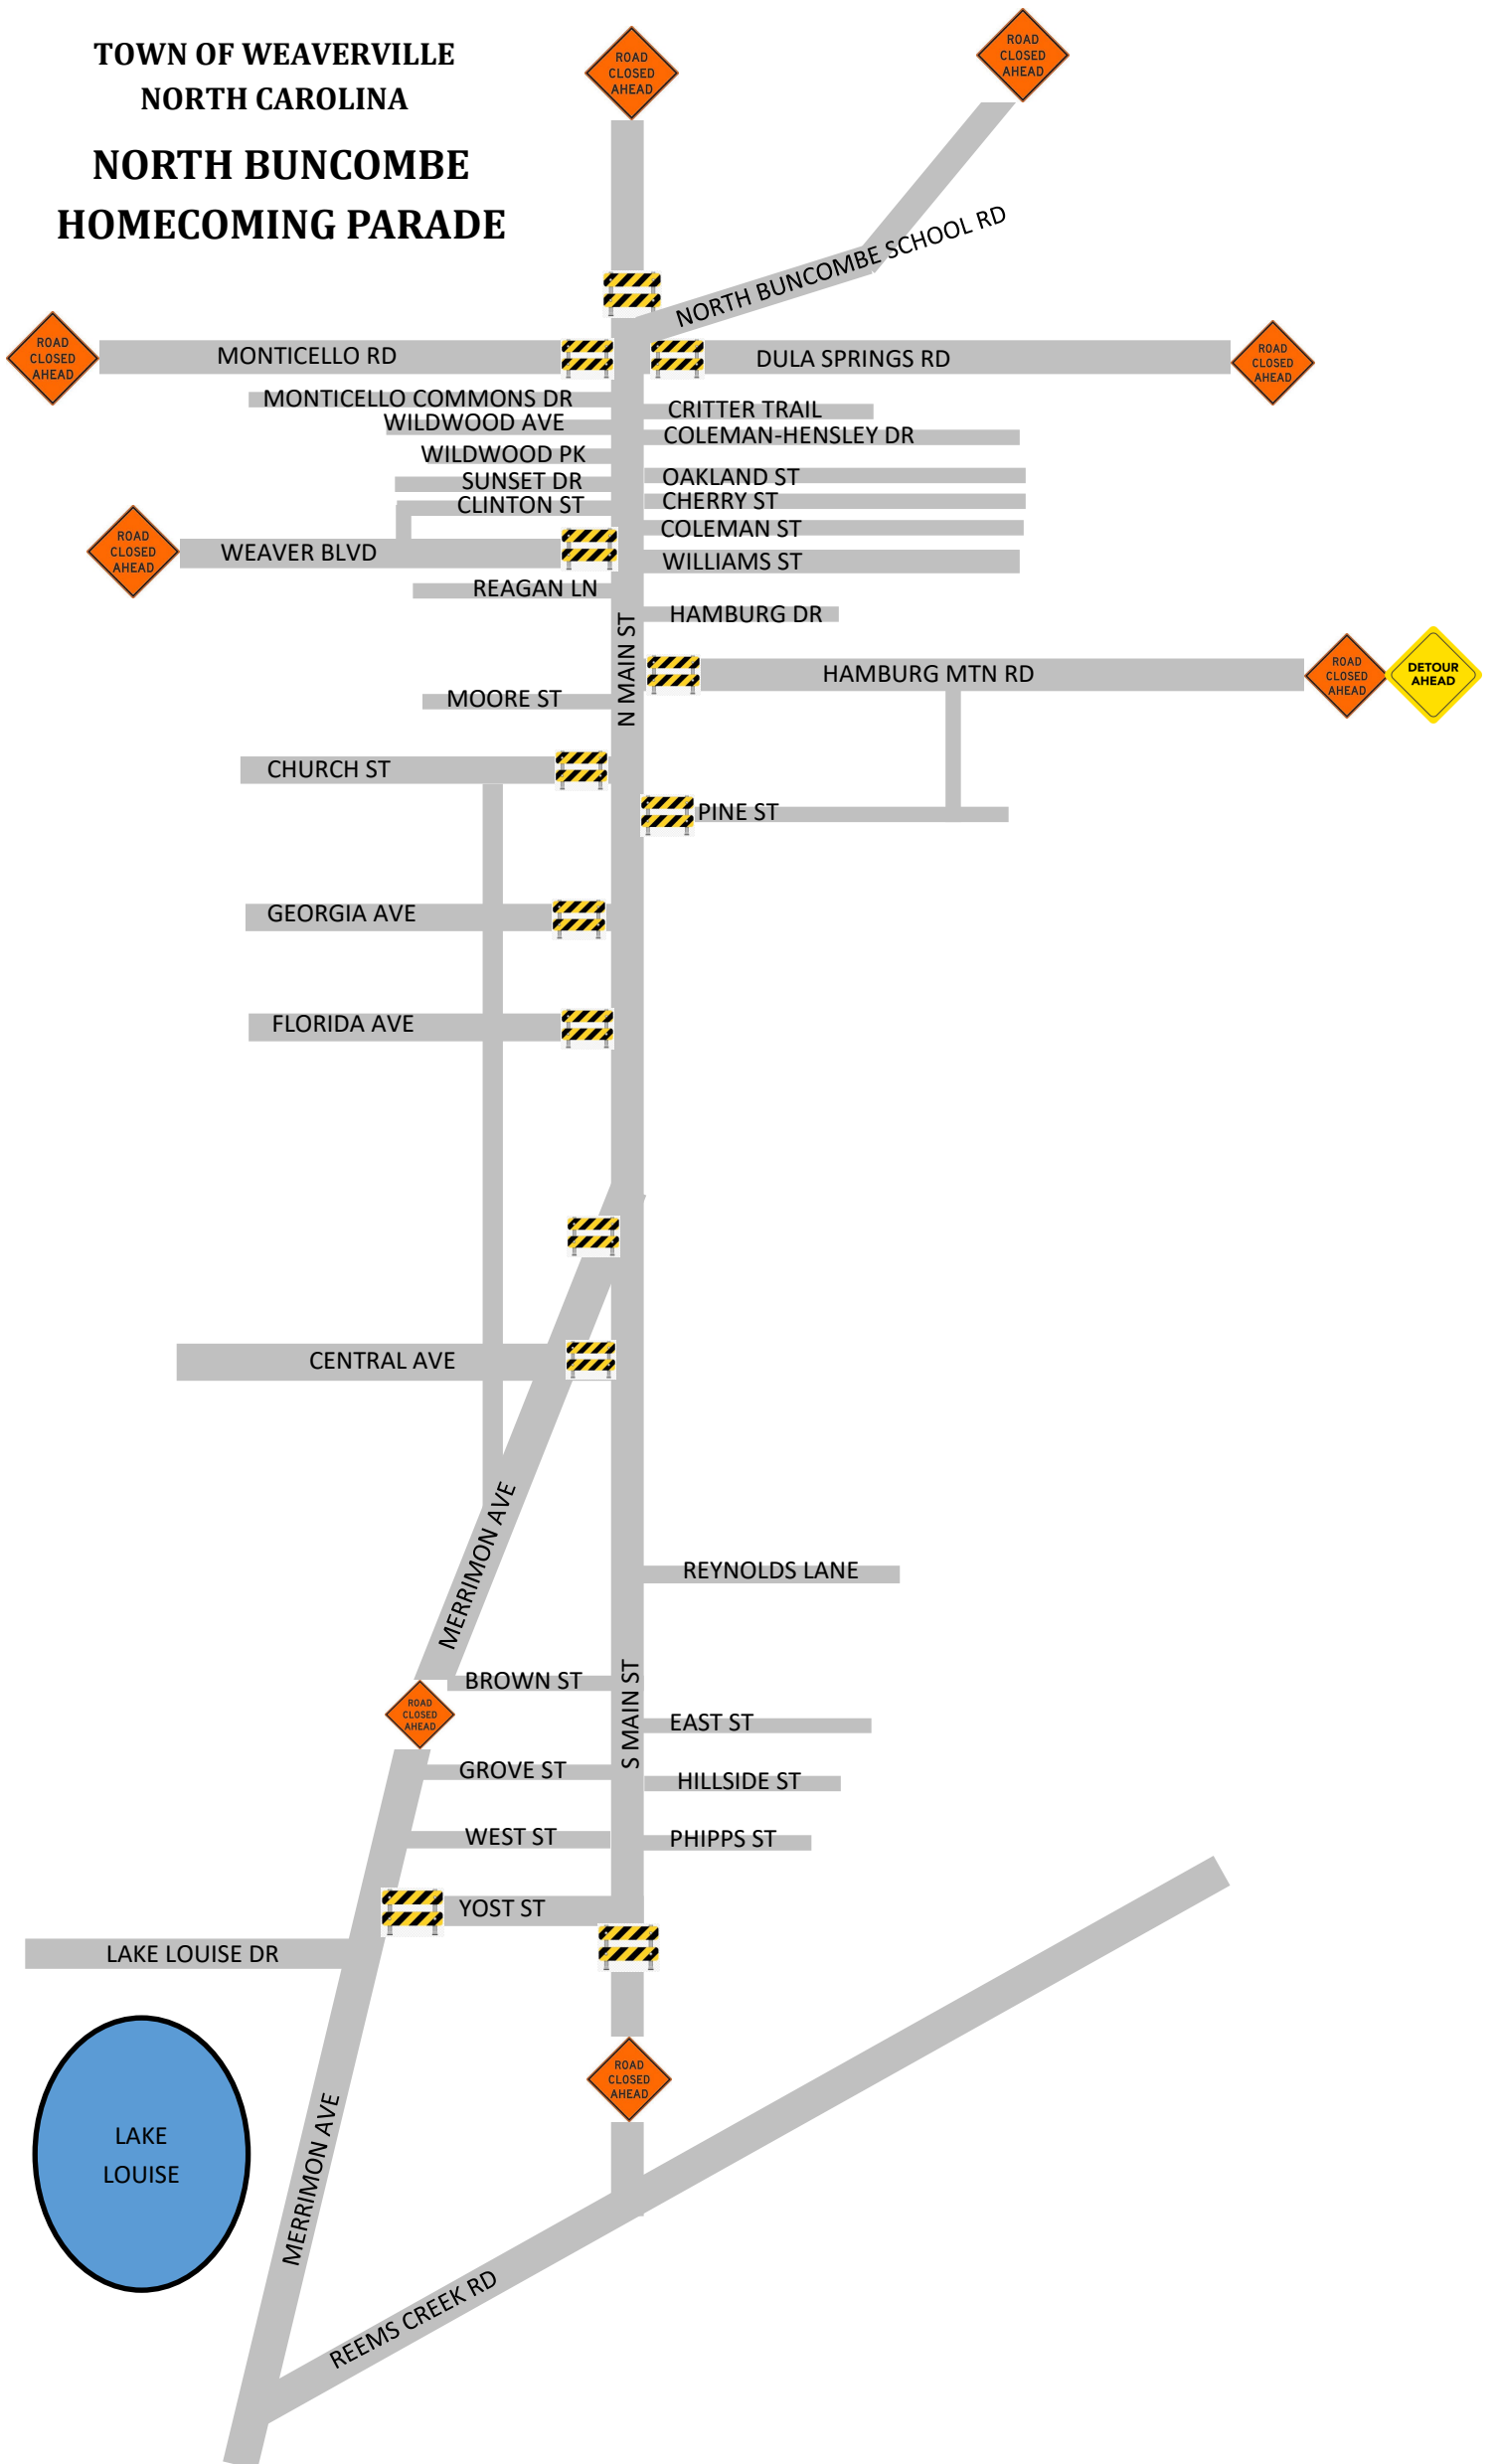 TOWN OF WEAVERVILLE
NORTH CAROLINA
NORTH BUNCOMBE
HOMECOMING PARADE
ROAD
CLOSED
AHEAD
ROAD
CLOSED
AHEAD
NORTH BUNCOMBE SCHOOL RD
ROAD
CLOSED
AHEAD
MONTICELLO RD
DULA SPRINGS RD
ROAD
CLOSED
AHEAD
MONTICELLO COMMONS DR
CRITTER TRAIL
WILDWOOD AVE
COLEMAN-HENSLEY DR
WILDWOOD PK
OAKLAND ST
SUNSET DR
CHERRY ST
CLINTON ST
COLEMAN ST
ROAD
CLOSED
AHEAD
WEAVER BLVD
WILLIAMS ST
REAGAN LN
HAMBURG DR
N MAIN ST
HAMBURG MTN RD
ROAD
CLOSED
AHEAD
DETOUR
AHEAD
MOORE ST
CHURCH ST
PINE ST
GEORGIA AVE
FLORIDA AVE
CENTRAL AVE
MERRIMON AVE
REYNOLDS LANE
BROWN ST
S MAIN ST
ROAD
CLOSED
AHEAD
EAST ST
GROVE ST
HILLSIDE ST
WEST ST
PHIPPS ST
YOST ST
LAKE LOUISE DR
ROAD
CLOSED
AHEAD
LAKE
LOUISE
MERRIMON AVE
REEMS CREEK RD